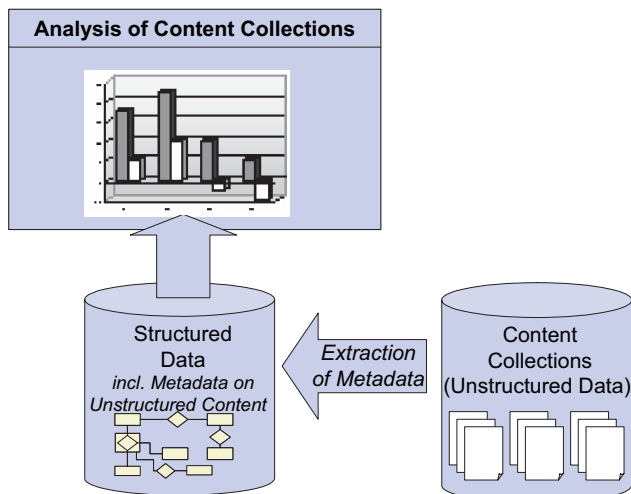 Analysis of Content Collections
Structured
Data
incl. Metadata on
Unstructured Content
Extraction
of Metadata
Content
Collections
(Unstructured Data)